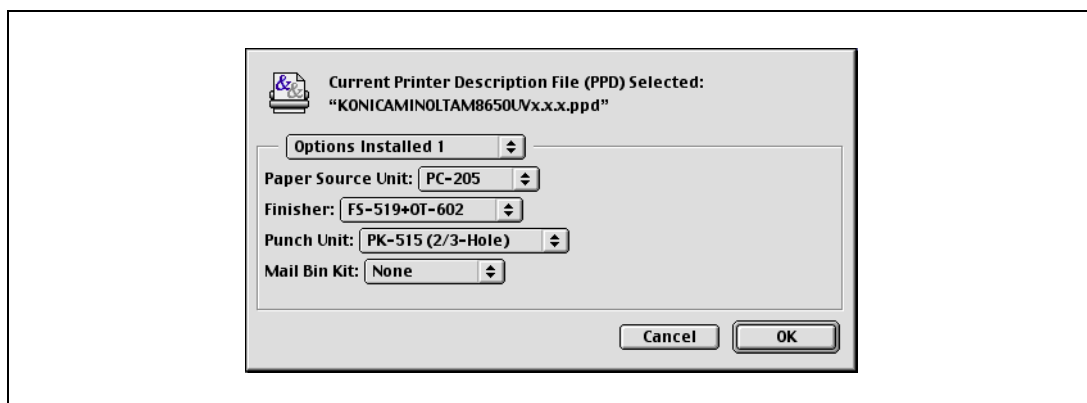 Current Printer Description File (PPD) Selected:
“KONICAMINOLTAM8650UVx.x.x.ppd”
Options Installed 1
Paper Source Unit: PC-205
Finisher: FS-519+OT-602
Punch Unit: PK-515 (2/3-Hole)
Mail Bin Kit: None
Cancel OK